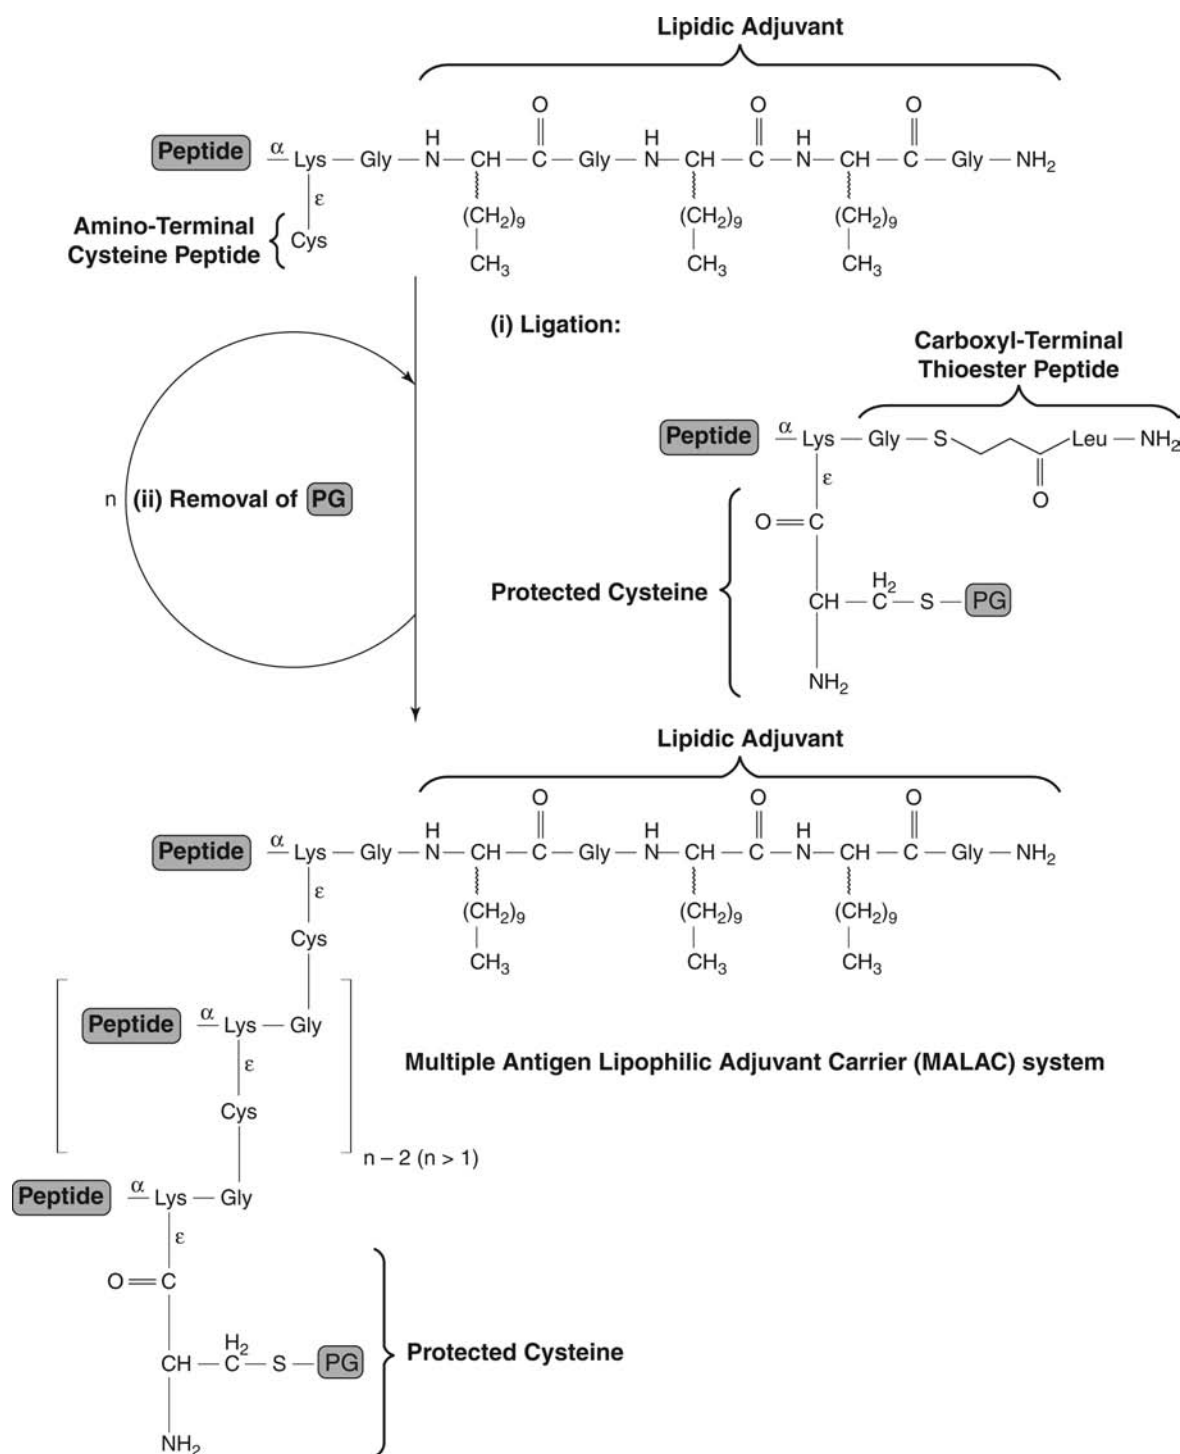 Lipidic Adjuvant
O O O
H H H
Peptide α Lys — Gly — N — CH — C — Gly — N — CH — C — N — CH — C — Gly — NH₂
ε
(CH₂)₉ (CH₂)₉ (CH₂)₉
Amino-Terminal
Cysteine Peptide
Cys
CH₃ CH₃ CH₃
(i) Ligation:
Carboxyl-Terminal
Thioester Peptide
Peptide α Lys — Gly — S Leu — NH₂
ε
O
n (ii) Removal of PG
O=C
Protected Cysteine
H₂
CH — C — S — PG
NH₂
Lipidic Adjuvant
O O O
H H H
Peptide α Lys — Gly — N — CH — C — Gly — N — CH — C — N — CH — C — Gly — NH₂
ε
(CH₂)₉ (CH₂)₉ (CH₂)₉
Cys
CH₃ CH₃ CH₃
Peptide α Lys — Gly
ε
Multiple Antigen Lipophilic Adjuvant Carrier (MALAC) system
Cys
n – 2 (n > 1)
Peptide α Lys — Gly
ε
O=C
H₂
CH — C — S — PG
Protected Cysteine
NH₂